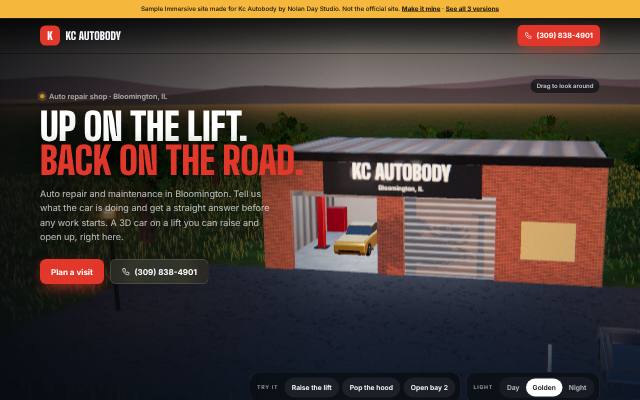 Sample Immersive site made for Kc Autobody by Nolan Day Studio. Not the official site. Make it mine · See all 3 versions
K KC AUTOBODY
(309) 838-4901
Drag to look around
Auto repair shop · Bloomington, IL
UP ON THE LIFT.
BACK ON THE ROAD.
KC AUTOBODY
Bloomington, IL
Auto repair and maintenance in Bloomington. Tell us
what the car is doing and get a straight answer before
any work starts. A 3D car on a lift you can raise and
open up, right here.
Plan a visit
(309) 838-4901
TRY IT Raise the lift Pop the hood Open bay 2
LIGHT Day Golden Night